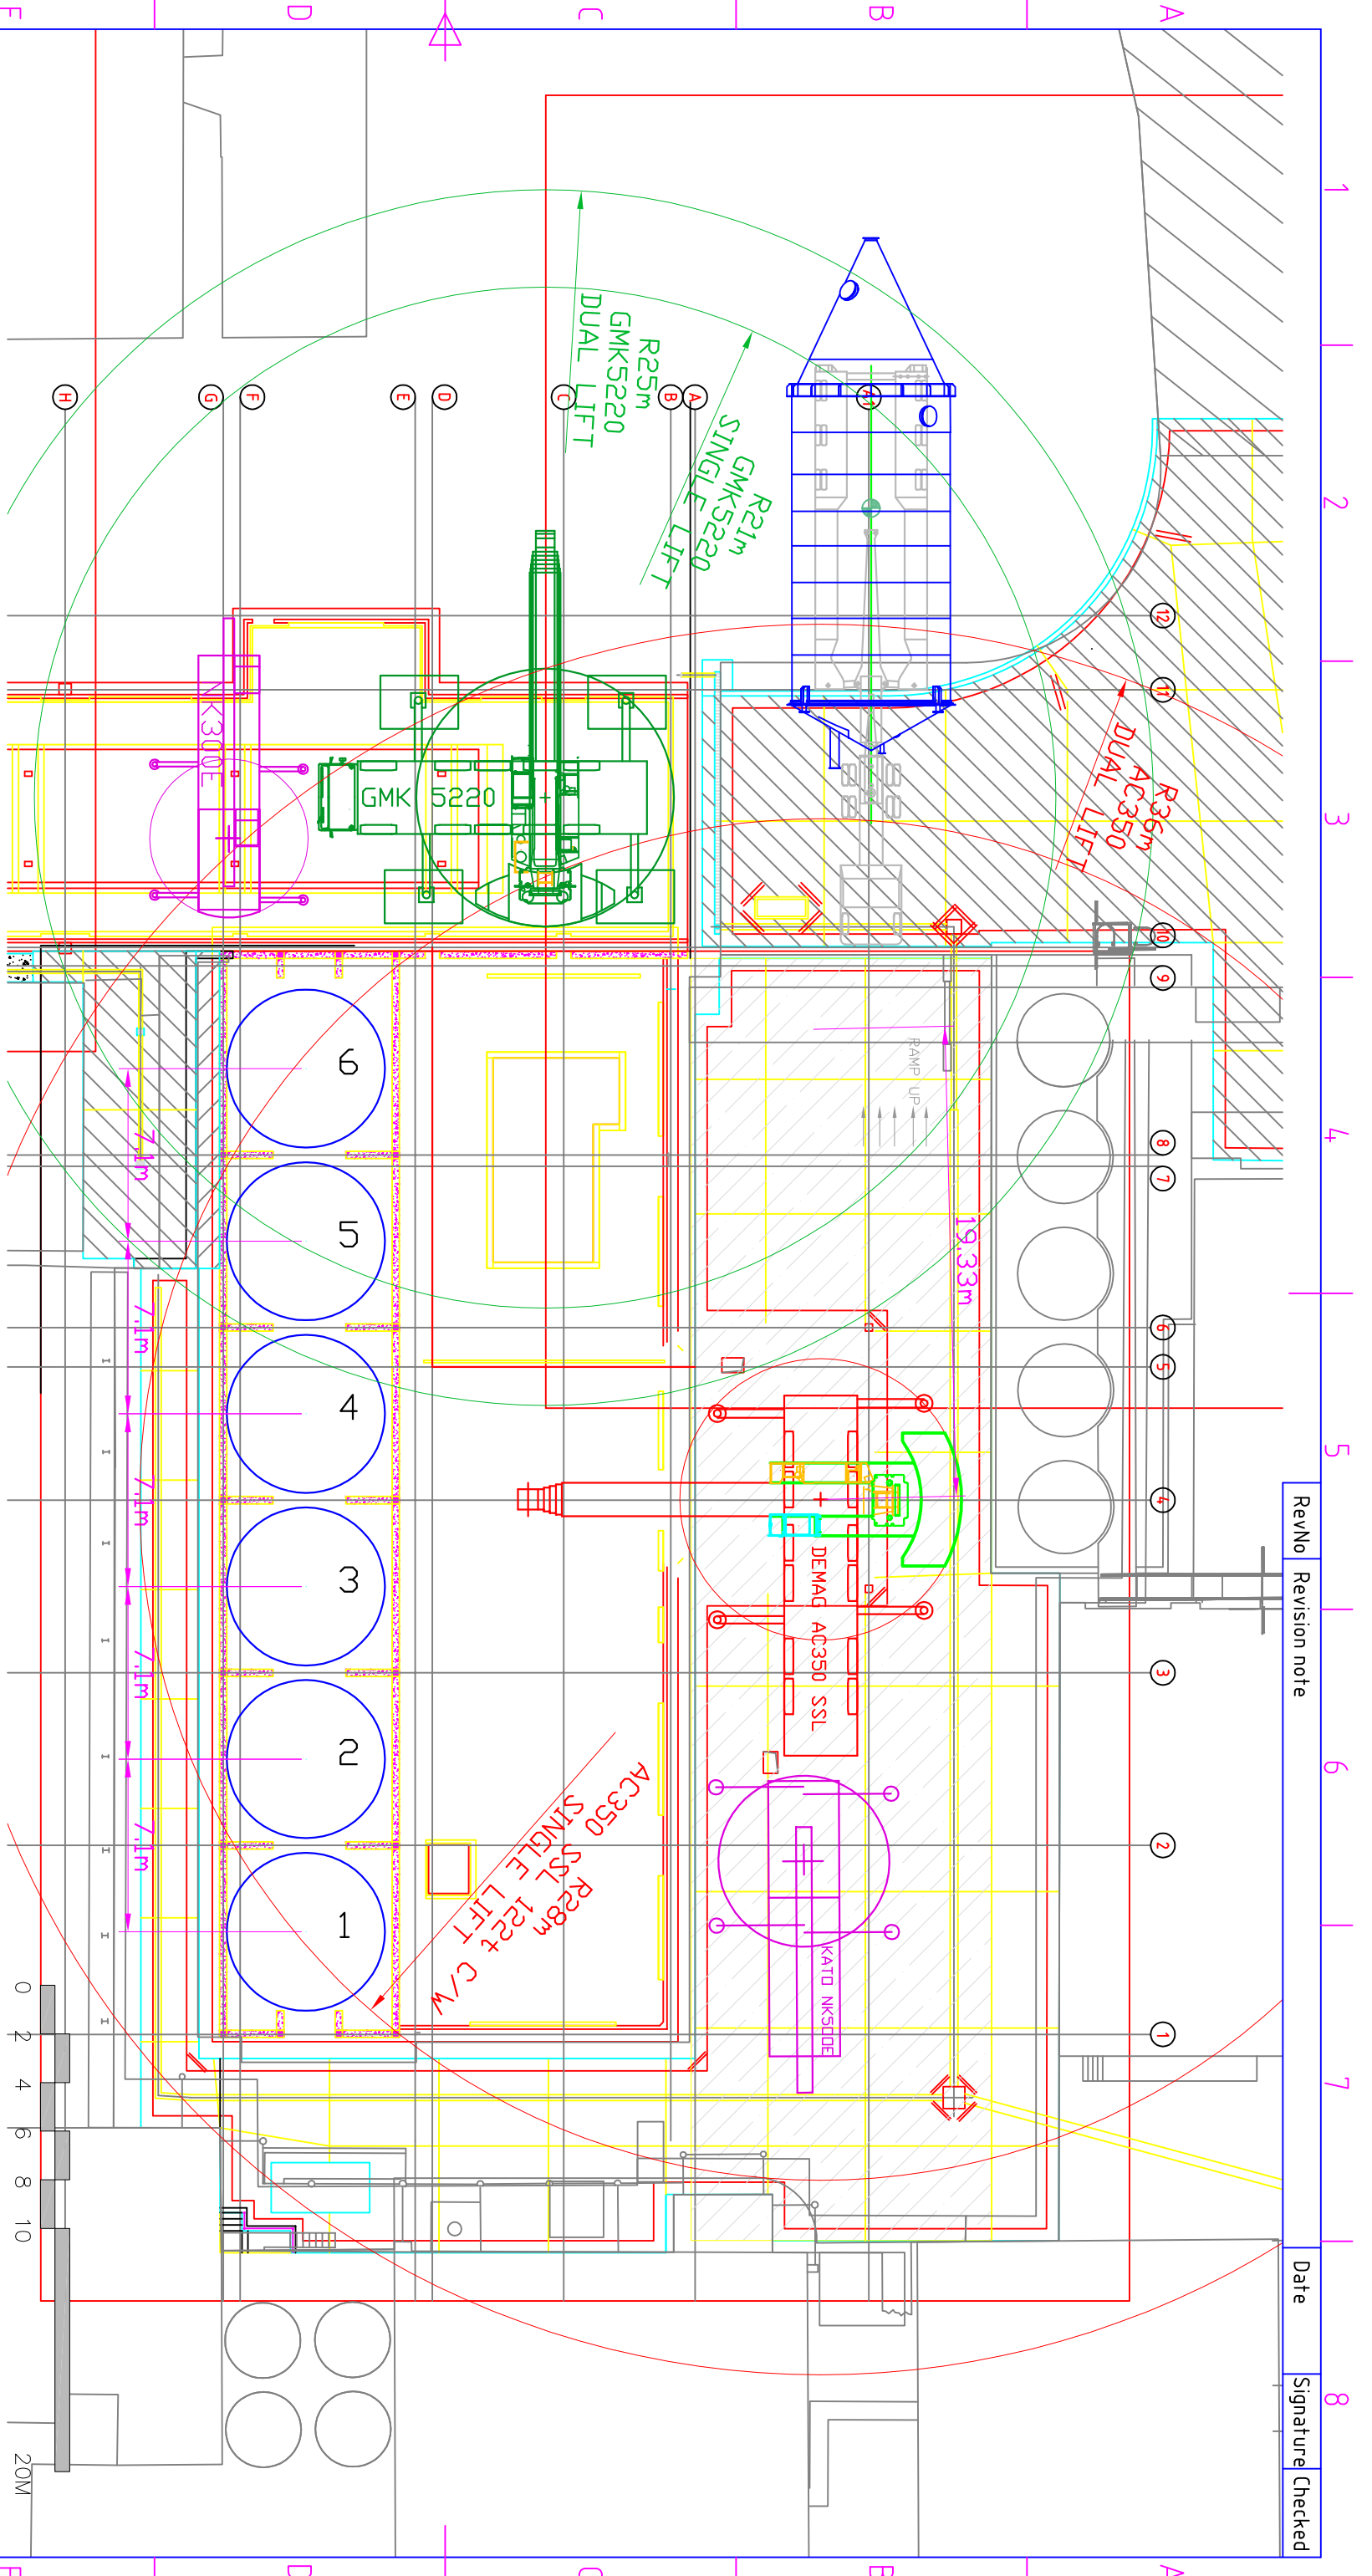 A
B
C
D
F
1
2
3
4
5
6
7
8
RevNo
Revision note
Date
Signature
Checked
R25m
GMK5220
DUAL LIFT
R21m
GMK5220
SINGLE LIFT
R36m
AC350
DUAL LIFT
H
G
F
E
D
C
B
A
12
11
10
9
8
7
6
5
4
3
2
1
GMK 5220
RAMP UP
19.33m
DEMAG AC350 SSL
KATO NK500E
R28m
AC350 SSL 122t C/W
SINGLE LIFT
6
5
4
3
2
1
7.1m
7.1m
7.1m
7.1m
7.1m
0
2
4
6
8
10
20M
A
B
C
D
F